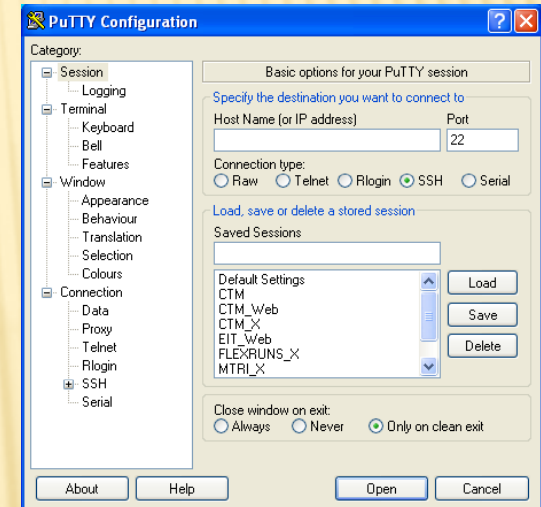 PuTTY Configuration
Category:
Session
Logging
Terminal
Keyboard
Bell
Features
Window
Appearance
Behaviour
Translation
Selection
Colours
Connection
Data
Proxy
Telnet
Rlogin
SSH
Serial
Basic options for your PuTTY session
Specify the destination you want to connect to
Host Name (or IP address) Port
22
Connection type:
Raw Telnet Rlogin SSH Serial
Load, save or delete a stored session
Saved Sessions
Default Settings
CTM
CTM_Web
CTM_X
EIT_Web
FLEXRUNS_X
MTRI_X
Load
Save
Delete
Close window on exit:
Always Never Only on clean exit
About Help Open Cancel